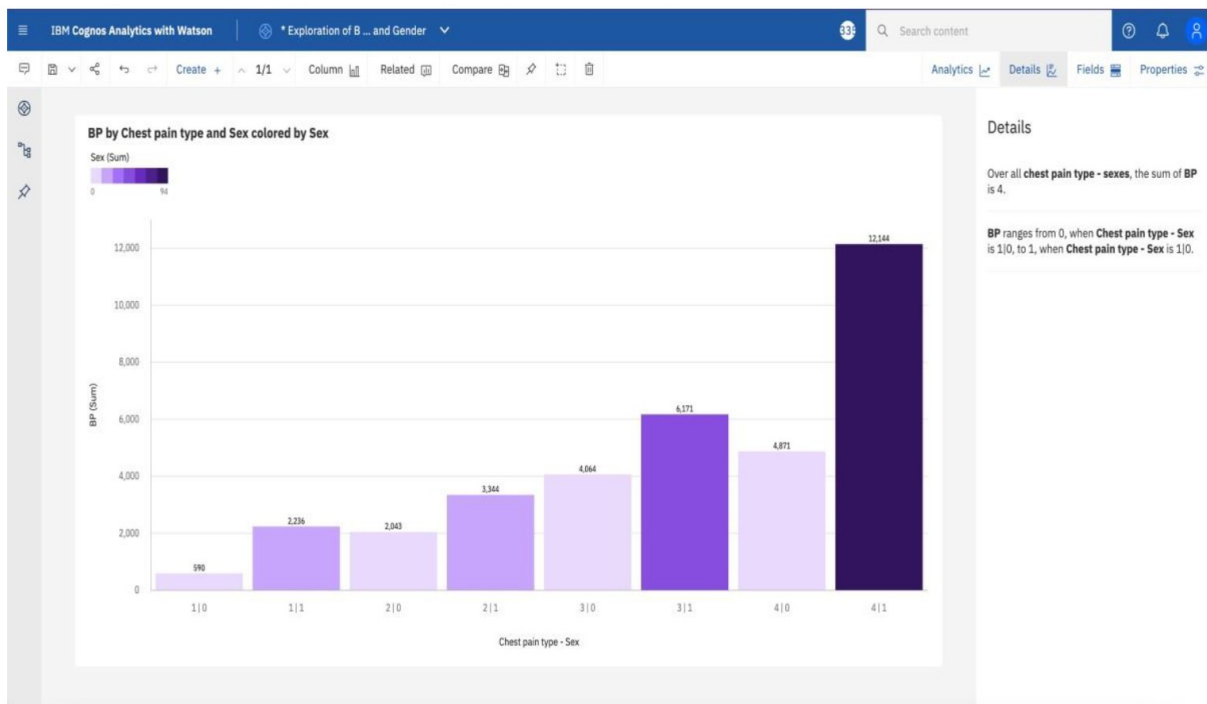 IBM Cognos Analytics with Watson
* Exploration of B ... and Gender
Search content
Create +
1/1
Column
Related
Compare
Analytics
Details
Fields
Properties
BP by Chest pain type and Sex colored by Sex
Sex (Sum)
0 94
BP (Sum)
12,000
10,000
8,000
6,000
4,000
2,000
0
590
2,236
2,043
3,344
4,064
6,171
4,871
12,144
1|0 1|1 2|0 2|1 3|0 3|1 4|0 4|1
Chest pain type - Sex
Details
Over all chest pain type - sexes, the sum of BP
is 4.
BP ranges from 0, when Chest pain type - Sex
is 1|0, to 1, when Chest pain type - Sex is 1|0.